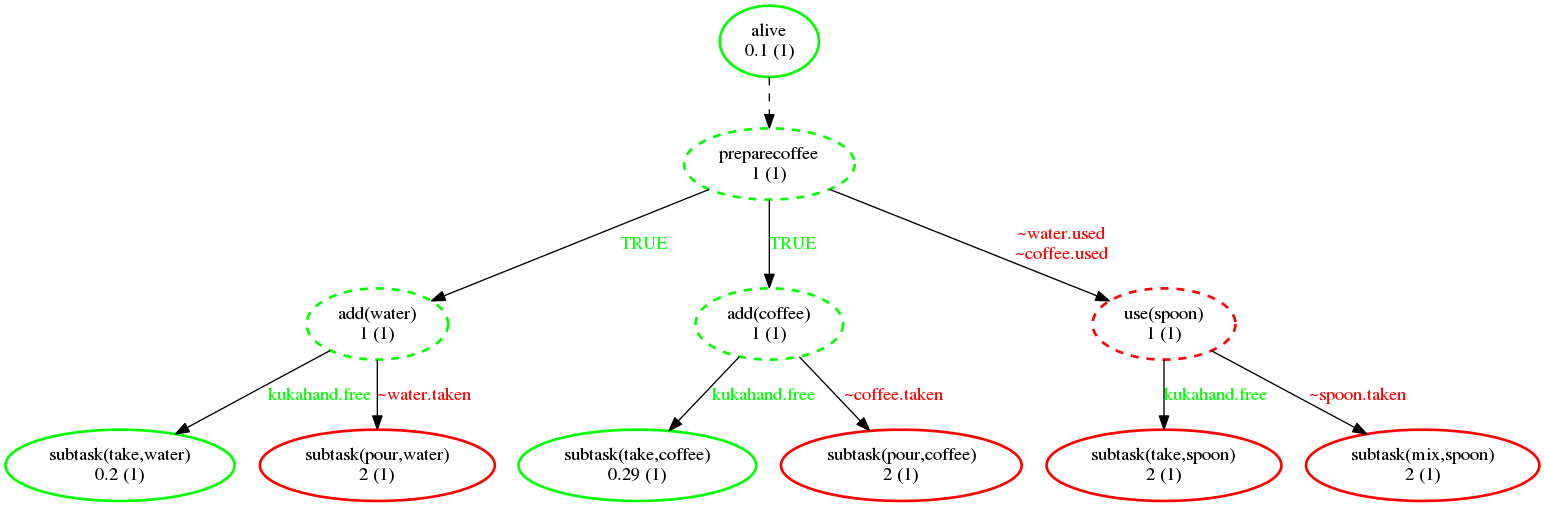 alive
0.1 (1)
preparecoffee
1 (1)
TRUE
TRUE
~water.used
~coffee.used
add(water)
1 (1)
add(coffee)
1 (1)
use(spoon)
1 (1)
kukahand.free
~water.taken
kukahand.free
~coffee.taken
kukahand.free
~spoon.taken
subtask(take,water)
0.2 (1)
subtask(pour,water)
2 (1)
subtask(take,coffee)
0.29 (1)
subtask(pour,coffee)
2 (1)
subtask(take,spoon)
2 (1)
subtask(mix,spoon)
2 (1)